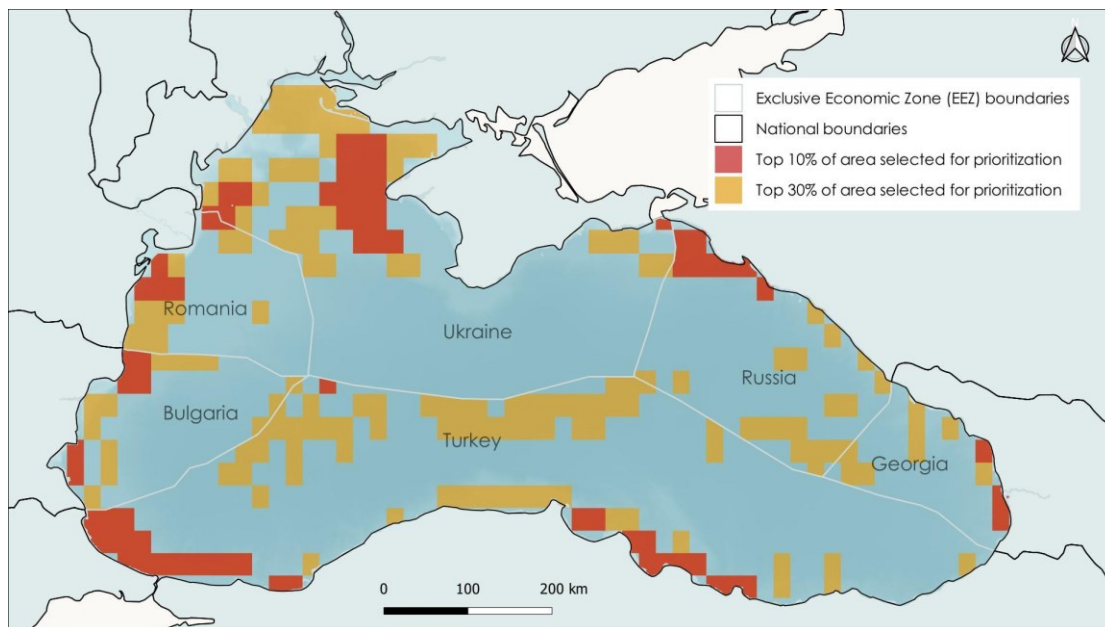 Exclusive Economic Zone (EEZ) boundaries
National boundaries
Top 10% of area selected for prioritization
Top 30% of area selected for prioritization
Romania
Ukraine
Russia
Bulgaria
Turkey
Georgia
0 100 200 km